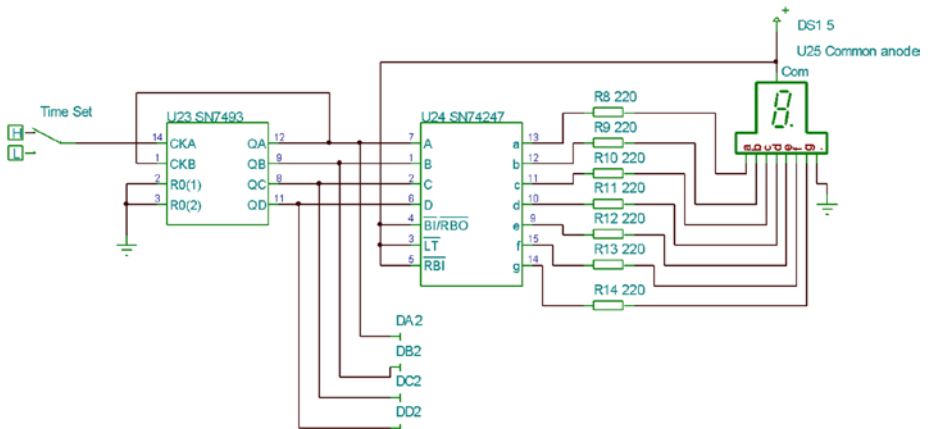 +
DS1 5
U25 Common anode
Com
Time Set
H
L
U23 SN7493
14 CKA QA 12
1 CKB QB 9
2 R0(1) QC 8
3 R0(2) QD 11
U24 SN74247
7 A a 13
1 B b 12
2 C c 11
6 D d 10
4 BI/RBO e 9
3 LT f 15
5 RBI g 14
R8 220
R9 220
R10 220
R11 220
R12 220
R13 220
R14 220
8.
a b c d e f g .
DA2
DB2
DC2
DD2